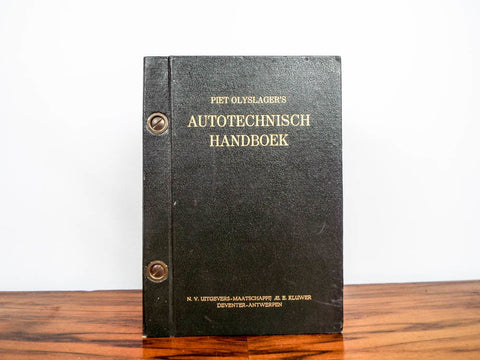 PIET OLYSLAGER'S
AUTOTECHNISCH
HANDBOEK
N. V. UITGEVERS-MAATSCHAPPIJ Æ. E. KLUWER
DEVENTER-ANTWERPEN